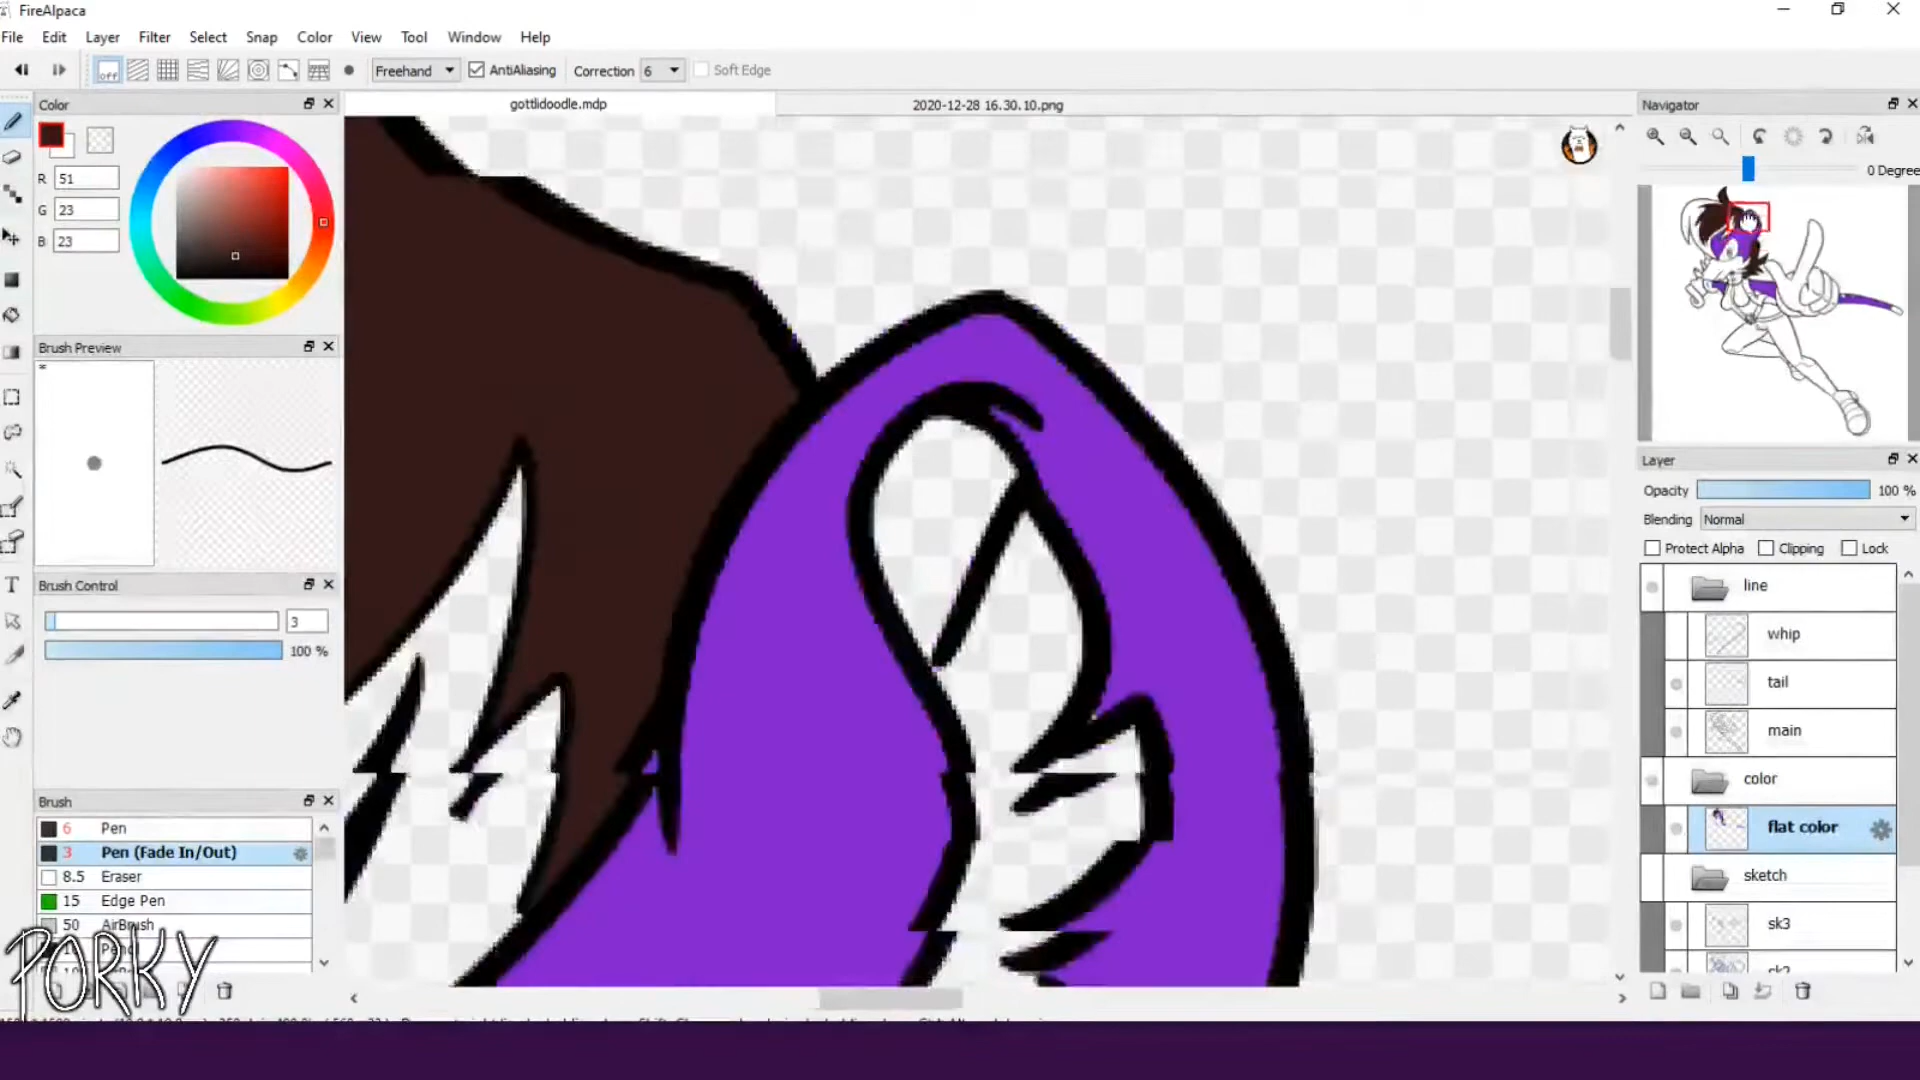 FireAlpaca
File Edit Layer Filter Select Snap Color View Tool Window Help
off Freehand AntiAliasing Correction 6 Soft Edge
Color
gottlidoodle.mdp
2020-12-28 16.30.10.png
Navigator
R 51
G 23
B 23
0 Degree
Brush Preview
*
Layer
Opacity 100 %
Blending Normal
Protect Alpha Clipping Lock
Brush Control
3
100 %
line
whip
tail
main
color
flat color
sketch
sk3
sk2
Brush
6 Pen
3 Pen (Fade In/Out)
8.5 Eraser
15 Edge Pen
50 AirBrush
PORKY
T